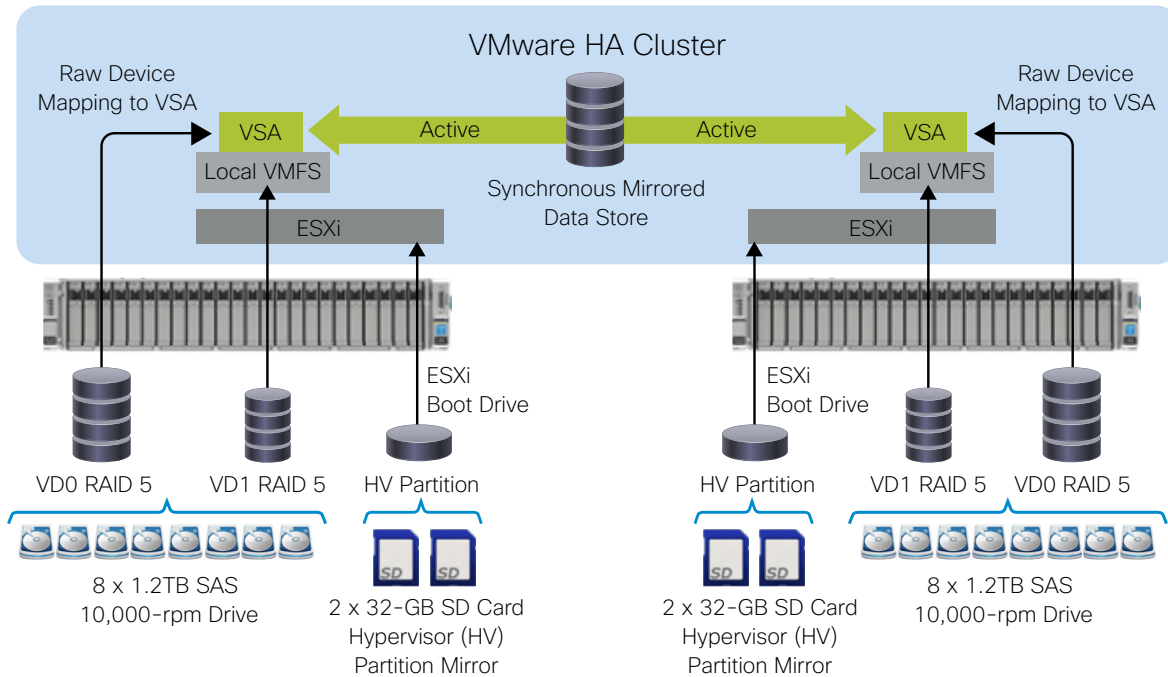 VMware HA Cluster
Raw Device
Mapping to VSA
Raw Device
Mapping to VSA
VSA
Active
Active
VSA
Local VMFS
Synchronous Mirrored
Data Store
Local VMFS
ESXi
ESXi
ESXi
Boot Drive
ESXi
Boot Drive
VD0 RAID 5
VD1 RAID 5
HV Partition
HV Partition
VD1 RAID 5
VD0 RAID 5
SD
SD
SD
SD
8 x 1.2TB SAS
10,000-rpm Drive
2 x 32-GB SD Card
Hypervisor (HV)
Partition Mirror
2 x 32-GB SD Card
Hypervisor (HV)
Partition Mirror
8 x 1.2TB SAS
10,000-rpm Drive